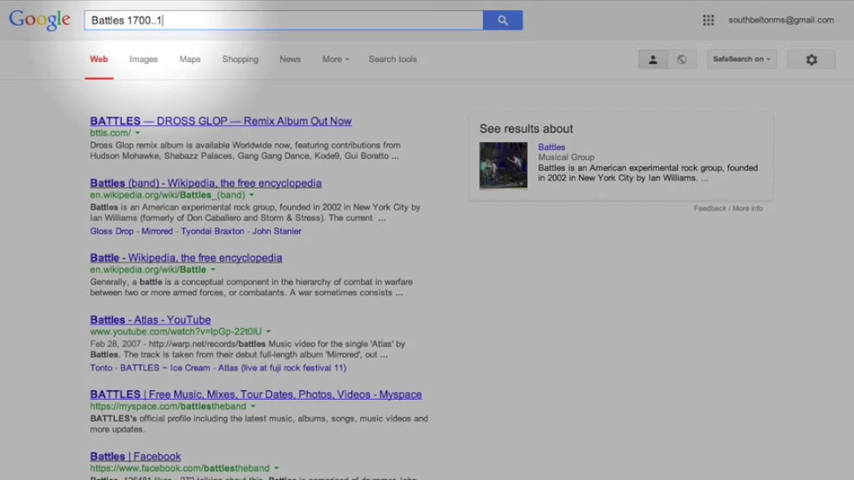 Google
Battles 1700..1
southbeltonms@gmail.com
Web Images Maps Shopping News More Search tools
SafeSearch on
BATTLES — DROSS GLOP — Remix Album Out Now
bttls.com/
Dross Glop remix album is available Worldwide now, featuring contributions from
Hudson Mohawke, Shabazz Palaces, Gang Gang Dance, Kode9, Gui Boratto ...
See results about
Battles
Musical Group
Battles is an American experimental rock group, founded
in 2002 in New York City by Ian Williams. ...
Feedback / More info
Battles (band) - Wikipedia, the free encyclopedia
en.wikipedia.org/wiki/Battles_(band)
Battles is an American experimental rock group, founded in 2002 in New York City by
Ian Williams (formerly of Don Caballero and Storm & Stress). The current ...
Gloss Drop - Mirrored - Tyondai Braxton - John Stanier
Battle - Wikipedia, the free encyclopedia
en.wikipedia.org/wiki/Battle
Generally, a battle is a conceptual component in the hierarchy of combat in warfare
between two or more armed forces, or combatants. A war sometimes consists ...
Battles - Atlas - YouTube
www.youtube.com/watch?v=IpGp-22t0lU
Feb 28, 2007 - http://warp.net/records/battles Music video for the single 'Atlas' by
Battles. The track is taken from their debut full-length album 'Mirrored', out ...
Tonto - BATTLES ~ Ice Cream - Atlas (live at fuji rock festival 11)
BATTLES | Free Music, Mixes, Tour Dates, Photos, Videos - Myspace
https://myspace.com/battlestheband
BATTLES's official profile including the latest music, albums, songs, music videos and
more updates.
Battles | Facebook
https://www.facebook.com/battlestheband